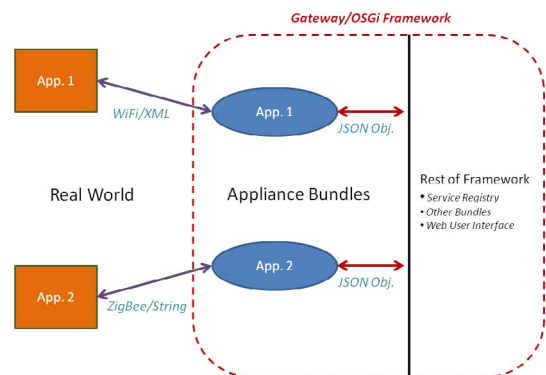 Gateway/OSGi Framework
App. 1
App. 1
WiFi/XML
JSON Obj.
Real World
Appliance Bundles
Rest of Framework
• Service Registry
• Other Bundles
• Web User Interface
App. 2
App. 2
ZigBee/String
JSON Obj.